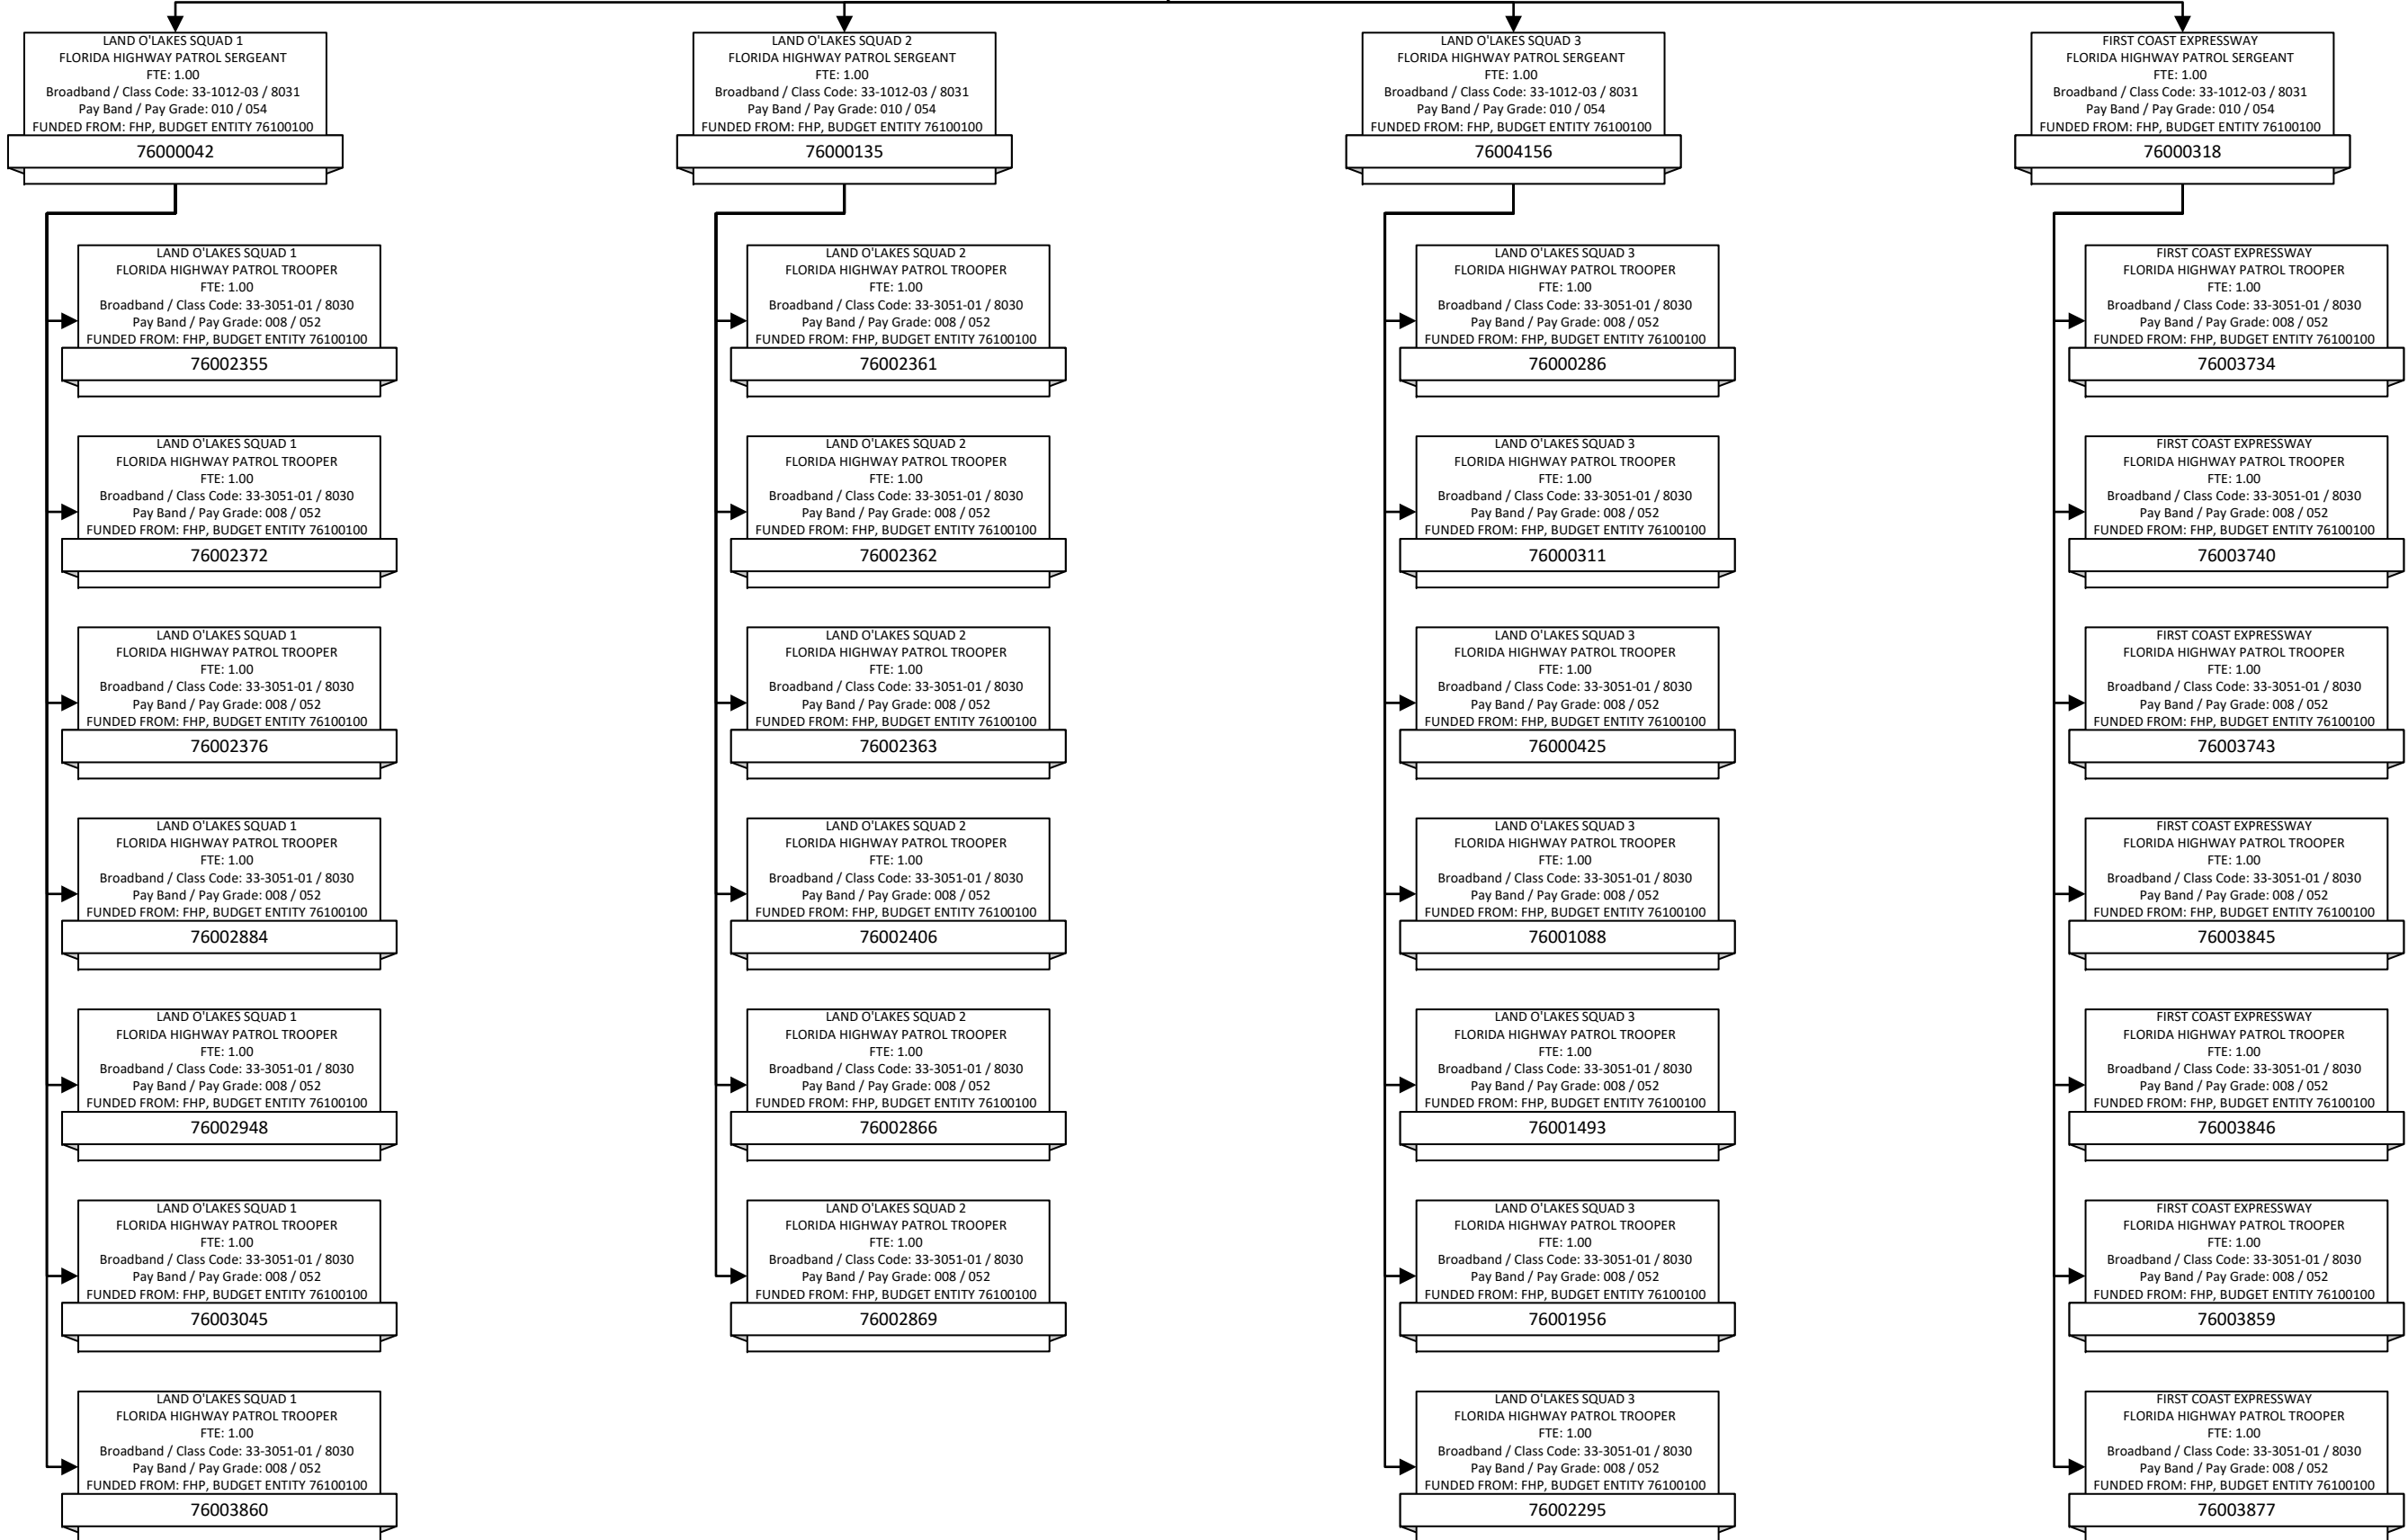 LAND O'LAKES SQUAD 1
FLORIDA HIGHWAY PATROL SERGEANT
FTE: 1.00
Broadband / Class Code: 33-1012-03 / 8031
Pay Band / Pay Grade: 010 / 054
FUNDED FROM: FHP, BUDGET ENTITY 76100100
76000042
LAND O'LAKES SQUAD 1
FLORIDA HIGHWAY PATROL TROOPER
FTE: 1.00
Broadband / Class Code: 33-3051-01 / 8030
Pay Band / Pay Grade: 008 / 052
FUNDED FROM: FHP, BUDGET ENTITY 76100100
76002355
LAND O'LAKES SQUAD 1
FLORIDA HIGHWAY PATROL TROOPER
FTE: 1.00
Broadband / Class Code: 33-3051-01 / 8030
Pay Band / Pay Grade: 008 / 052
FUNDED FROM: FHP, BUDGET ENTITY 76100100
76002372
LAND O'LAKES SQUAD 1
FLORIDA HIGHWAY PATROL TROOPER
FTE: 1.00
Broadband / Class Code: 33-3051-01 / 8030
Pay Band / Pay Grade: 008 / 052
FUNDED FROM: FHP, BUDGET ENTITY 76100100
76002376
LAND O'LAKES SQUAD 1
FLORIDA HIGHWAY PATROL TROOPER
FTE: 1.00
Broadband / Class Code: 33-3051-01 / 8030
Pay Band / Pay Grade: 008 / 052
FUNDED FROM: FHP, BUDGET ENTITY 76100100
76002884
LAND O'LAKES SQUAD 1
FLORIDA HIGHWAY PATROL TROOPER
FTE: 1.00
Broadband / Class Code: 33-3051-01 / 8030
Pay Band / Pay Grade: 008 / 052
FUNDED FROM: FHP, BUDGET ENTITY 76100100
76002948
LAND O'LAKES SQUAD 1
FLORIDA HIGHWAY PATROL TROOPER
FTE: 1.00
Broadband / Class Code: 33-3051-01 / 8030
Pay Band / Pay Grade: 008 / 052
FUNDED FROM: FHP, BUDGET ENTITY 76100100
76003045
LAND O'LAKES SQUAD 1
FLORIDA HIGHWAY PATROL TROOPER
FTE: 1.00
Broadband / Class Code: 33-3051-01 / 8030
Pay Band / Pay Grade: 008 / 052
FUNDED FROM: FHP, BUDGET ENTITY 76100100
76003860
LAND O'LAKES SQUAD 2
FLORIDA HIGHWAY PATROL SERGEANT
FTE: 1.00
Broadband / Class Code: 33-1012-03 / 8031
Pay Band / Pay Grade: 010 / 054
FUNDED FROM: FHP, BUDGET ENTITY 76100100
76000135
LAND O'LAKES SQUAD 2
FLORIDA HIGHWAY PATROL TROOPER
FTE: 1.00
Broadband / Class Code: 33-3051-01 / 8030
Pay Band / Pay Grade: 008 / 052
FUNDED FROM: FHP, BUDGET ENTITY 76100100
76002361
LAND O'LAKES SQUAD 2
FLORIDA HIGHWAY PATROL TROOPER
FTE: 1.00
Broadband / Class Code: 33-3051-01 / 8030
Pay Band / Pay Grade: 008 / 052
FUNDED FROM: FHP, BUDGET ENTITY 76100100
76002362
LAND O'LAKES SQUAD 2
FLORIDA HIGHWAY PATROL TROOPER
FTE: 1.00
Broadband / Class Code: 33-3051-01 / 8030
Pay Band / Pay Grade: 008 / 052
FUNDED FROM: FHP, BUDGET ENTITY 76100100
76002363
LAND O'LAKES SQUAD 2
FLORIDA HIGHWAY PATROL TROOPER
FTE: 1.00
Broadband / Class Code: 33-3051-01 / 8030
Pay Band / Pay Grade: 008 / 052
FUNDED FROM: FHP, BUDGET ENTITY 76100100
76002406
LAND O'LAKES SQUAD 2
FLORIDA HIGHWAY PATROL TROOPER
FTE: 1.00
Broadband / Class Code: 33-3051-01 / 8030
Pay Band / Pay Grade: 008 / 052
FUNDED FROM: FHP, BUDGET ENTITY 76100100
76002866
LAND O'LAKES SQUAD 2
FLORIDA HIGHWAY PATROL TROOPER
FTE: 1.00
Broadband / Class Code: 33-3051-01 / 8030
Pay Band / Pay Grade: 008 / 052
FUNDED FROM: FHP, BUDGET ENTITY 76100100
76002869
LAND O'LAKES SQUAD 3
FLORIDA HIGHWAY PATROL SERGEANT
FTE: 1.00
Broadband / Class Code: 33-1012-03 / 8031
Pay Band / Pay Grade: 010 / 054
FUNDED FROM: FHP, BUDGET ENTITY 76100100
76004156
LAND O'LAKES SQUAD 3
FLORIDA HIGHWAY PATROL TROOPER
FTE: 1.00
Broadband / Class Code: 33-3051-01 / 8030
Pay Band / Pay Grade: 008 / 052
FUNDED FROM: FHP, BUDGET ENTITY 76100100
76000286
LAND O'LAKES SQUAD 3
FLORIDA HIGHWAY PATROL TROOPER
FTE: 1.00
Broadband / Class Code: 33-3051-01 / 8030
Pay Band / Pay Grade: 008 / 052
FUNDED FROM: FHP, BUDGET ENTITY 76100100
76000311
LAND O'LAKES SQUAD 3
FLORIDA HIGHWAY PATROL TROOPER
FTE: 1.00
Broadband / Class Code: 33-3051-01 / 8030
Pay Band / Pay Grade: 008 / 052
FUNDED FROM: FHP, BUDGET ENTITY 76100100
76000425
LAND O'LAKES SQUAD 3
FLORIDA HIGHWAY PATROL TROOPER
FTE: 1.00
Broadband / Class Code: 33-3051-01 / 8030
Pay Band / Pay Grade: 008 / 052
FUNDED FROM: FHP, BUDGET ENTITY 76100100
76001088
LAND O'LAKES SQUAD 3
FLORIDA HIGHWAY PATROL TROOPER
FTE: 1.00
Broadband / Class Code: 33-3051-01 / 8030
Pay Band / Pay Grade: 008 / 052
FUNDED FROM: FHP, BUDGET ENTITY 76100100
76001493
LAND O'LAKES SQUAD 3
FLORIDA HIGHWAY PATROL TROOPER
FTE: 1.00
Broadband / Class Code: 33-3051-01 / 8030
Pay Band / Pay Grade: 008 / 052
FUNDED FROM: FHP, BUDGET ENTITY 76100100
76001956
LAND O'LAKES SQUAD 3
FLORIDA HIGHWAY PATROL TROOPER
FTE: 1.00
Broadband / Class Code: 33-3051-01 / 8030
Pay Band / Pay Grade: 008 / 052
FUNDED FROM: FHP, BUDGET ENTITY 76100100
76002295
FIRST COAST EXPRESSWAY
FLORIDA HIGHWAY PATROL SERGEANT
FTE: 1.00
Broadband / Class Code: 33-1012-03 / 8031
Pay Band / Pay Grade: 010 / 054
FUNDED FROM: FHP, BUDGET ENTITY 76100100
76000318
FIRST COAST EXPRESSWAY
FLORIDA HIGHWAY PATROL TROOPER
FTE: 1.00
Broadband / Class Code: 33-3051-01 / 8030
Pay Band / Pay Grade: 008 / 052
FUNDED FROM: FHP, BUDGET ENTITY 76100100
76003734
FIRST COAST EXPRESSWAY
FLORIDA HIGHWAY PATROL TROOPER
FTE: 1.00
Broadband / Class Code: 33-3051-01 / 8030
Pay Band / Pay Grade: 008 / 052
FUNDED FROM: FHP, BUDGET ENTITY 76100100
76003740
FIRST COAST EXPRESSWAY
FLORIDA HIGHWAY PATROL TROOPER
FTE: 1.00
Broadband / Class Code: 33-3051-01 / 8030
Pay Band / Pay Grade: 008 / 052
FUNDED FROM: FHP, BUDGET ENTITY 76100100
76003743
FIRST COAST EXPRESSWAY
FLORIDA HIGHWAY PATROL TROOPER
FTE: 1.00
Broadband / Class Code: 33-3051-01 / 8030
Pay Band / Pay Grade: 008 / 052
FUNDED FROM: FHP, BUDGET ENTITY 76100100
76003845
FIRST COAST EXPRESSWAY
FLORIDA HIGHWAY PATROL TROOPER
FTE: 1.00
Broadband / Class Code: 33-3051-01 / 8030
Pay Band / Pay Grade: 008 / 052
FUNDED FROM: FHP, BUDGET ENTITY 76100100
76003846
FIRST COAST EXPRESSWAY
FLORIDA HIGHWAY PATROL TROOPER
FTE: 1.00
Broadband / Class Code: 33-3051-01 / 8030
Pay Band / Pay Grade: 008 / 052
FUNDED FROM: FHP, BUDGET ENTITY 76100100
76003859
FIRST COAST EXPRESSWAY
FLORIDA HIGHWAY PATROL TROOPER
FTE: 1.00
Broadband / Class Code: 33-3051-01 / 8030
Pay Band / Pay Grade: 008 / 052
FUNDED FROM: FHP, BUDGET ENTITY 76100100
76003877